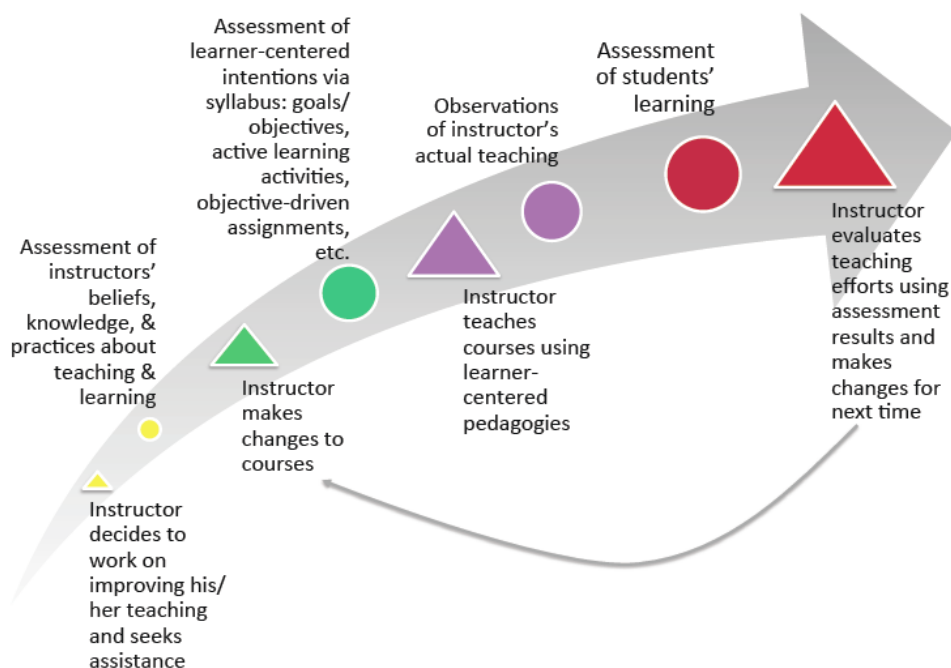 Assessment of
learner-centered
intentions via
syllabus: goals/
objectives,
active learning
activities,
objective-driven
assignments,
etc.
Assessment
of students’
learning
Observations
of instructor’s
actual teaching
Assessment of
instructors’
beliefs,
knowledge, &
practices about
teaching &
learning
Instructor
evaluates
teaching
efforts using
assessment
results and
makes
changes for
next time
Instructor
teaches
courses using
learner-
centered
pedagogies
Instructor
makes
changes to
courses
Instructor
decides to
work on
improving his/
her teaching
and seeks
assistance